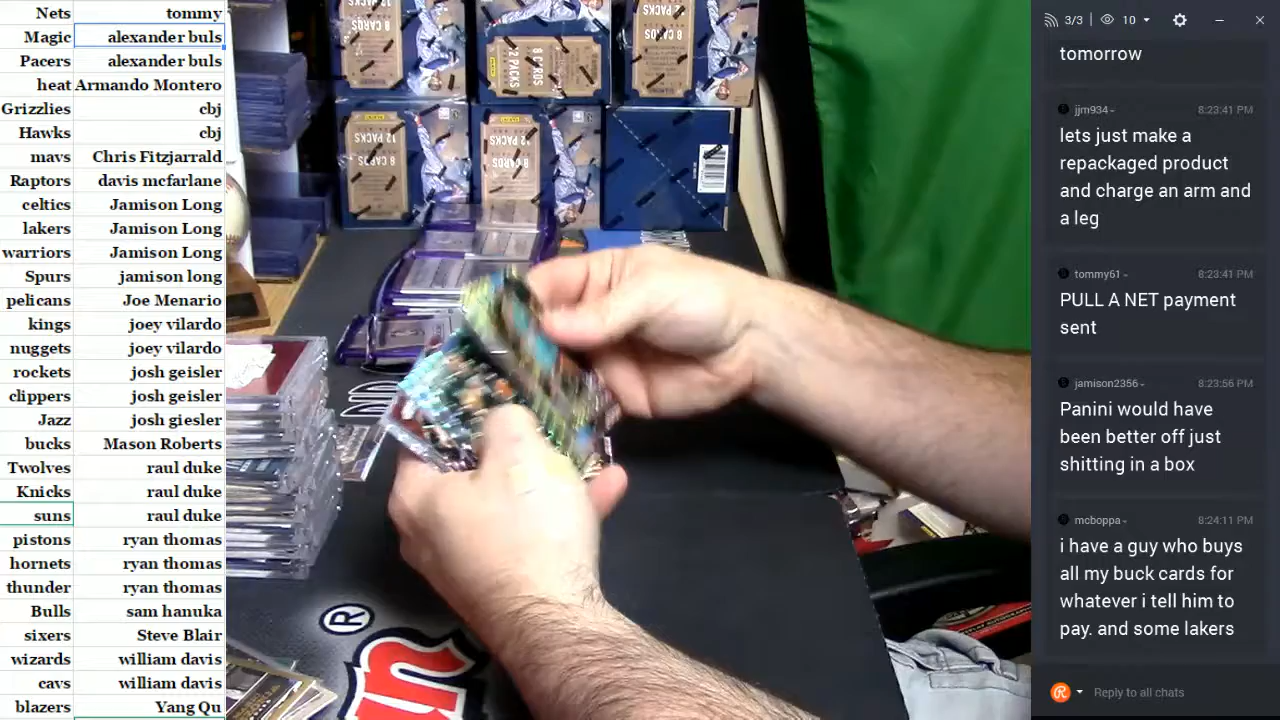 Nets tommy
Magic alexander buls
Pacers alexander buls
heat Armando Montero
Grizzlies cbj
Hawks cbj
mavs Chris Fitzjarrald
Raptors davis mcfarlane
celtics Jamison Long
lakers Jamison Long
warriors Jamison Long
Spurs jamison long
pelicans Joe Menario
kings joey vilardo
nuggets joey vilardo
rockets josh geisler
clippers josh geisler
Jazz josh giesler
bucks Mason Roberts
Twolves raul duke
Knicks raul duke
suns raul duke
pistons ryan thomas
hornets ryan thomas
thunder ryan thomas
Bulls sam hanuka
sixers Steve Blair
wizards william davis
cavs william davis
blazers Yang Qu
8 CARDS
12 PACKS
12 PACKS
8 CARDS
12 PACKS
8 CARDS
®
3/3 10
tomorrow
jjm934 8:23:41 PM
lets just make a
repackaged product
and charge an arm and
a leg
tommy61 8:23:41 PM
PULL A NET payment
sent
jamison2356 8:23:56 PM
Panini would have
been better off just
shitting in a box
mcboppa 8:24:11 PM
i have a guy who buys
all my buck cards for
whatever i tell him to
pay. and some lakers
Reply to all chats